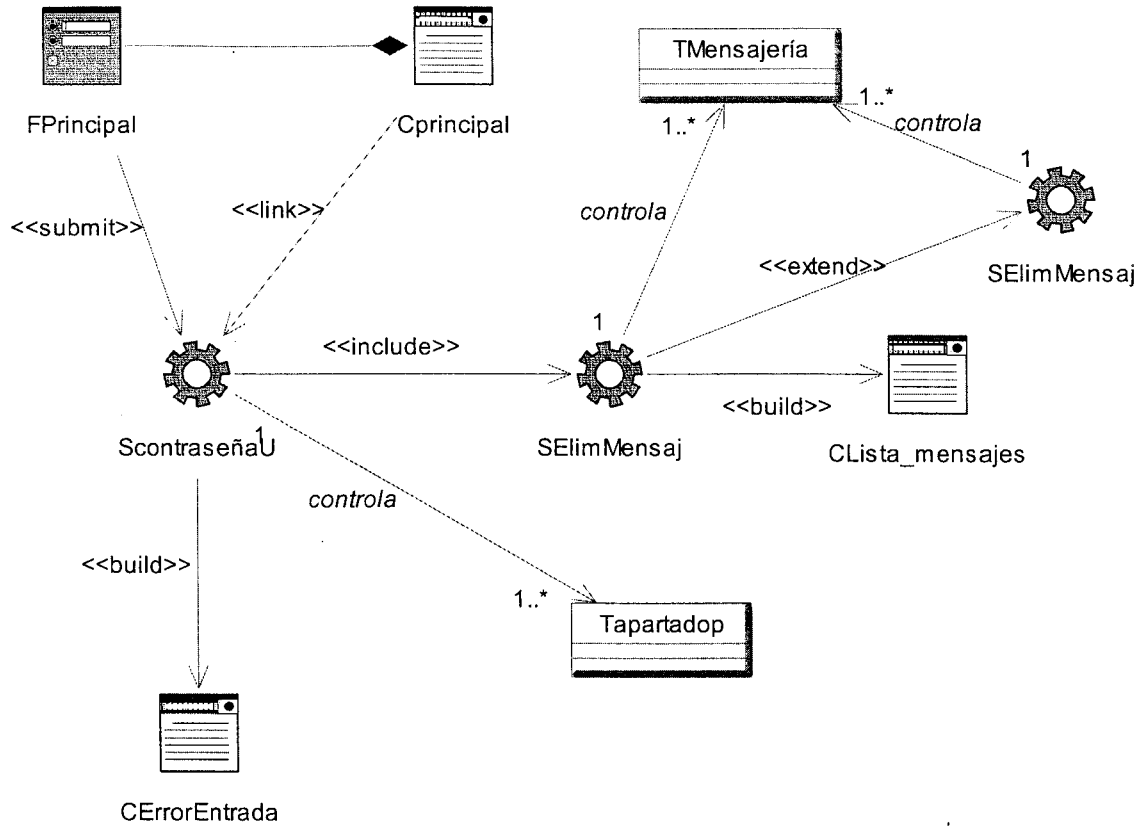 TMensajería
FPrincipal
Cprincipal
1..*
1..*
controla
1
<<link>>
<<submit>>
controla
<<extend>>
SElimMensaj
1
<<include>>
<<build>>
ScontraseñaU
1
SElimMensaj
CLista_mensajes
controla
<<build>>
1..*
Tapartadop
CErrorEntrada